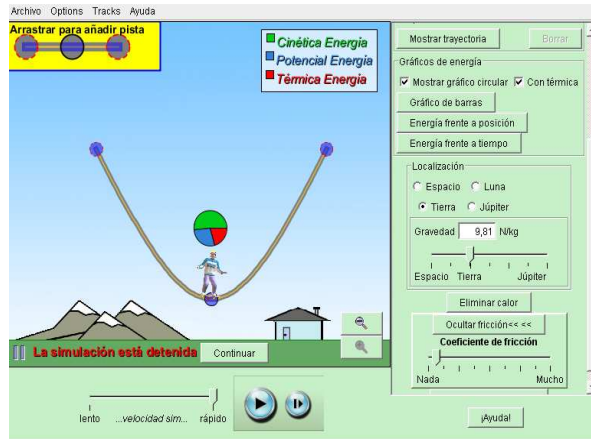 Archivo Options Tracks Ayuda
Arrastrar para añadir pista
Cinética Energía
Potencial Energía
Térmica Energía
La simulación está detenida
Continuar
lento ...velocidad sim... rápido
Mostrar trayectoria
Borrar
Gráficos de energía
Mostrar gráfico circular
Con térmica
Gráfico de barras
Energía frente a posición
Energía frente a tiempo
Localización
Espacio Luna
Tierra Júpiter
Gravedad 9,81 N/kg
Espacio Tierra Júpiter
Eliminar calor
Ocultar fricción<< <<
Coeficiente de fricción
Nada Mucho
¡Ayuda!